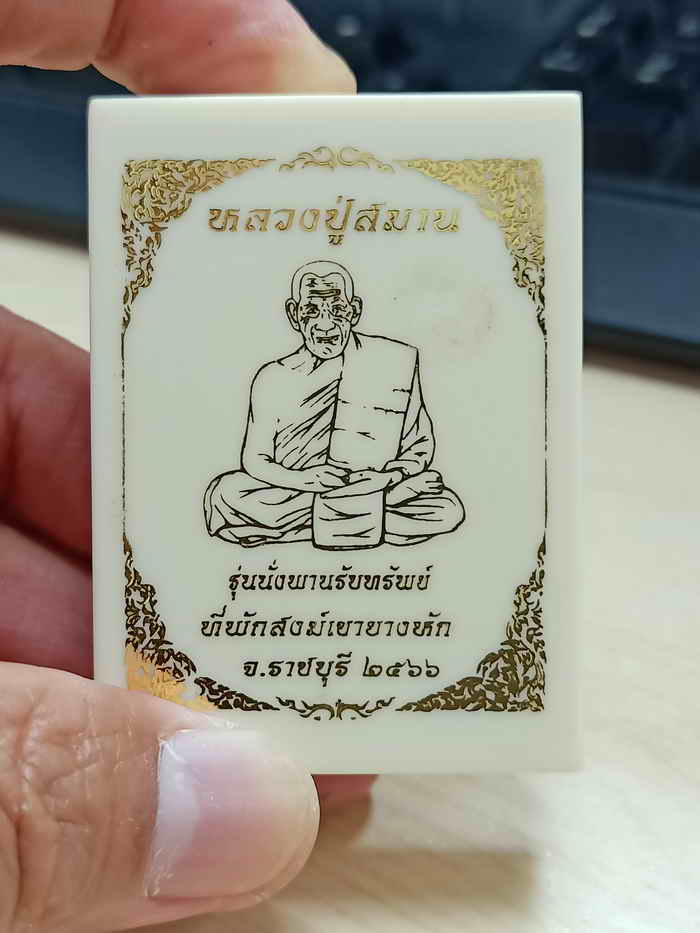 หลวงปู่สมาน
รุ่นนั่งพานรับทรัพย์
ที่พักสงฆ์เขายางหัก
จ.ราชบุรี ๒๕๖๖